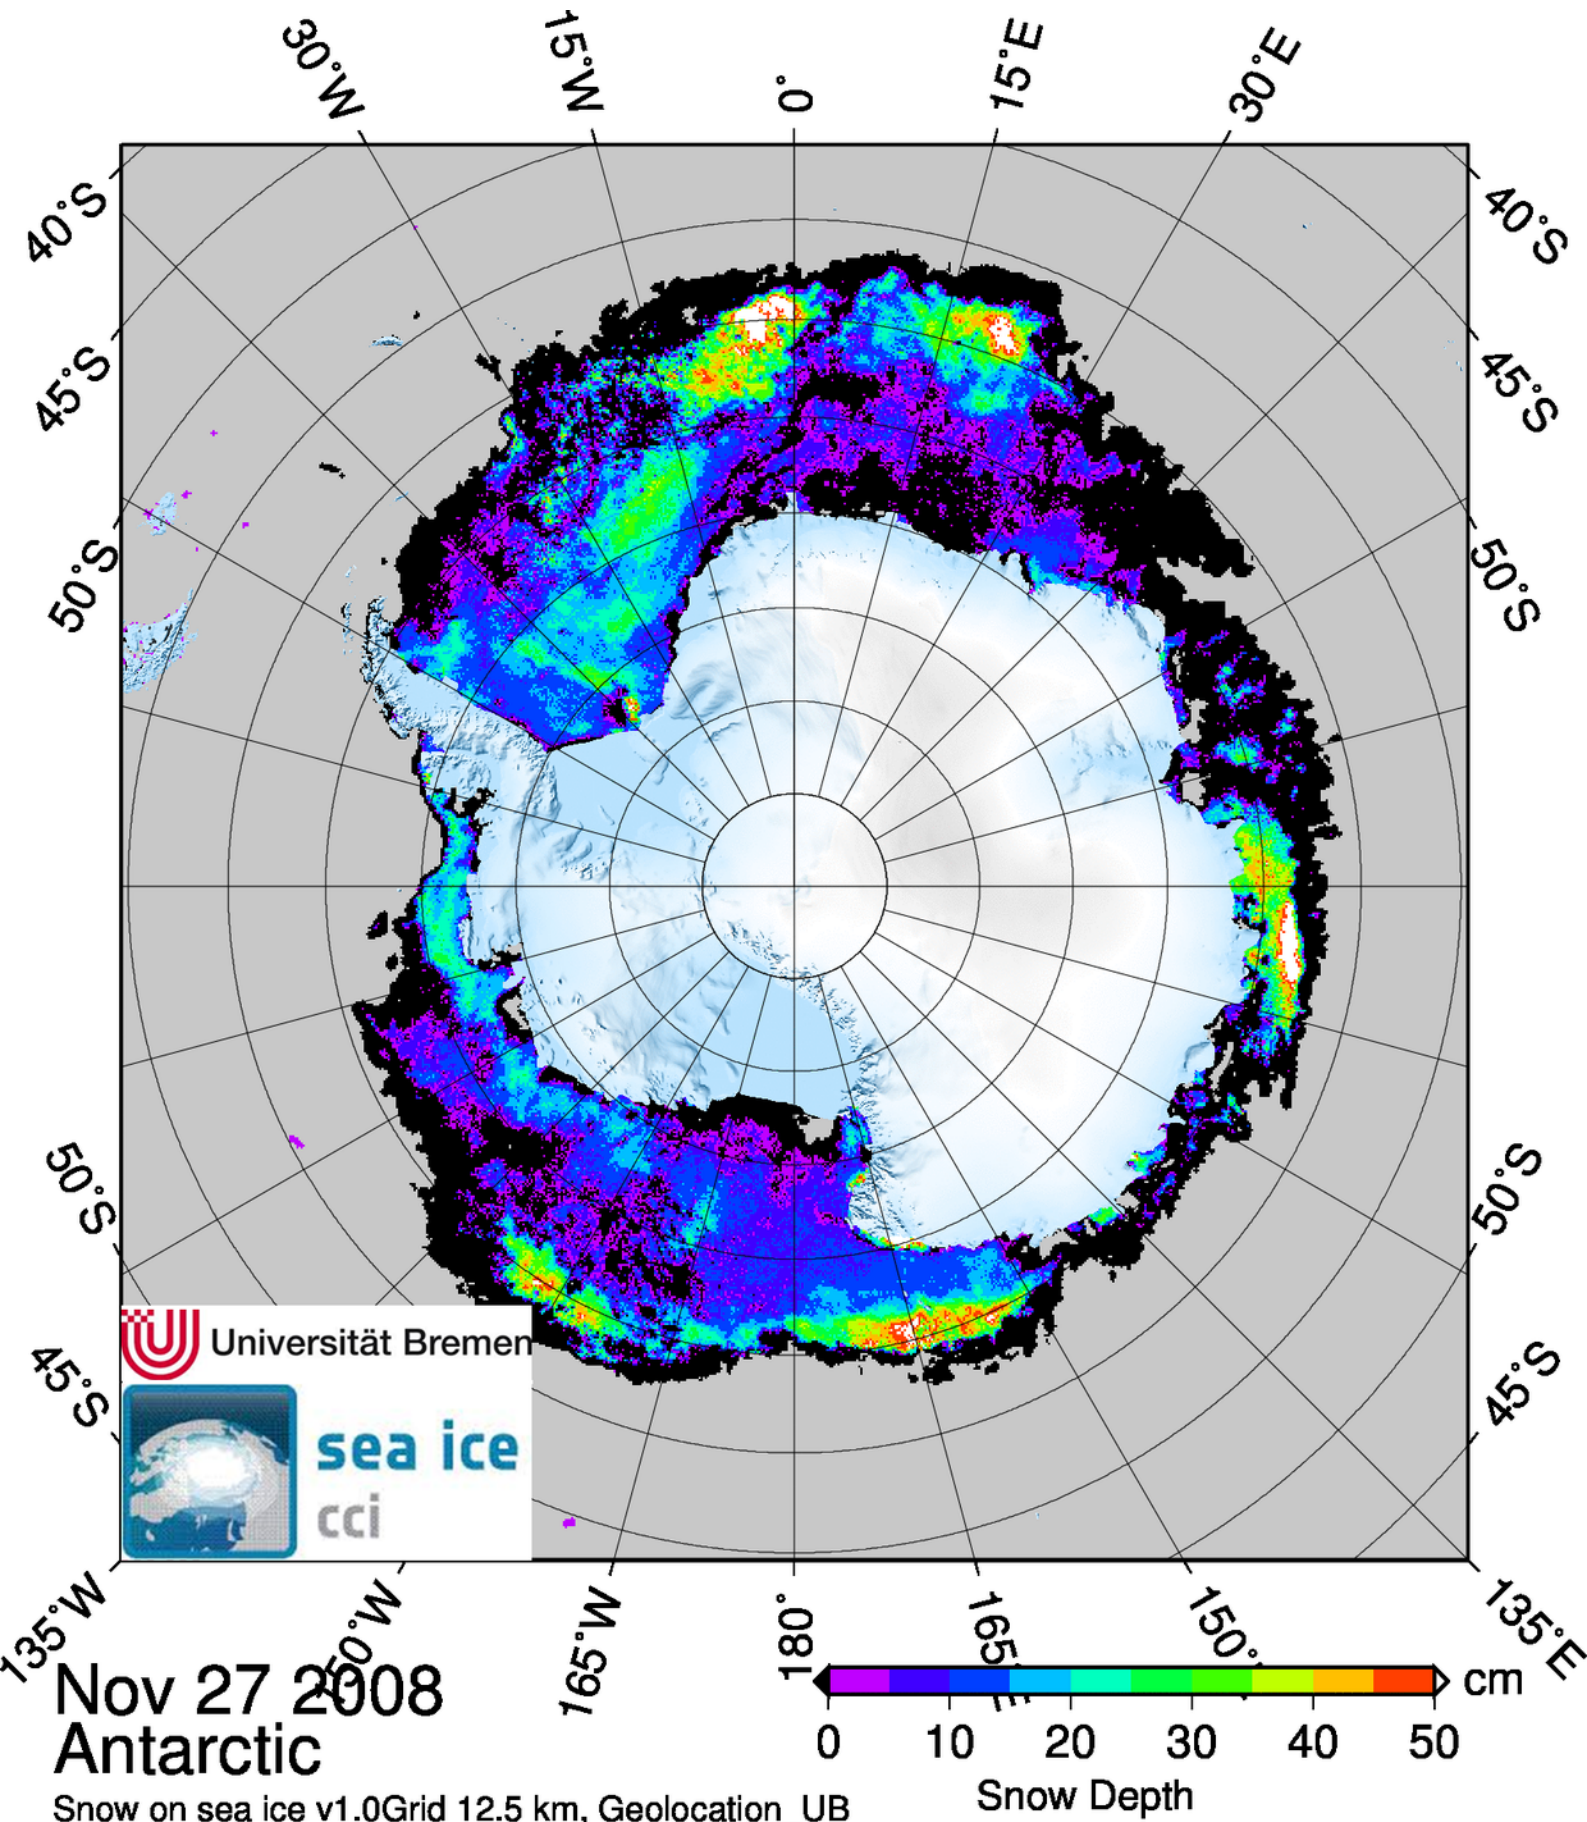 30°W 15°W 0° 15°E 30°E
40°S 40°S
45°S 45°S
50°S 50°S
50°S 50°S
45°S 45°S
Universität Bremen
sea ice
cci
135°W 150°W 165°W 180° 165°E 150° 135°E
Nov 27 2008
Antarctic
Snow on sea ice v1.0Grid 12.5 km, Geolocation UB
cm
0 10 20 30 40 50
Snow Depth